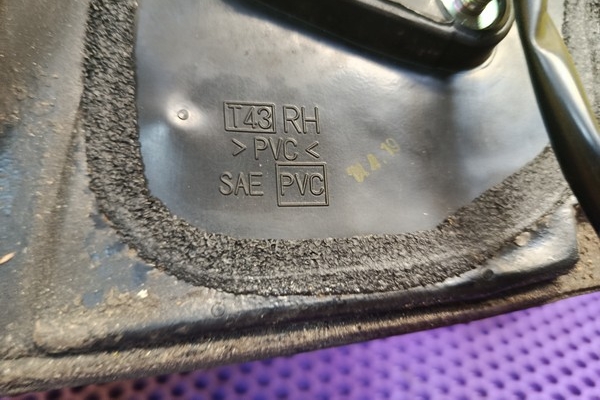 T43 RH
>PVC<
SAE PVC